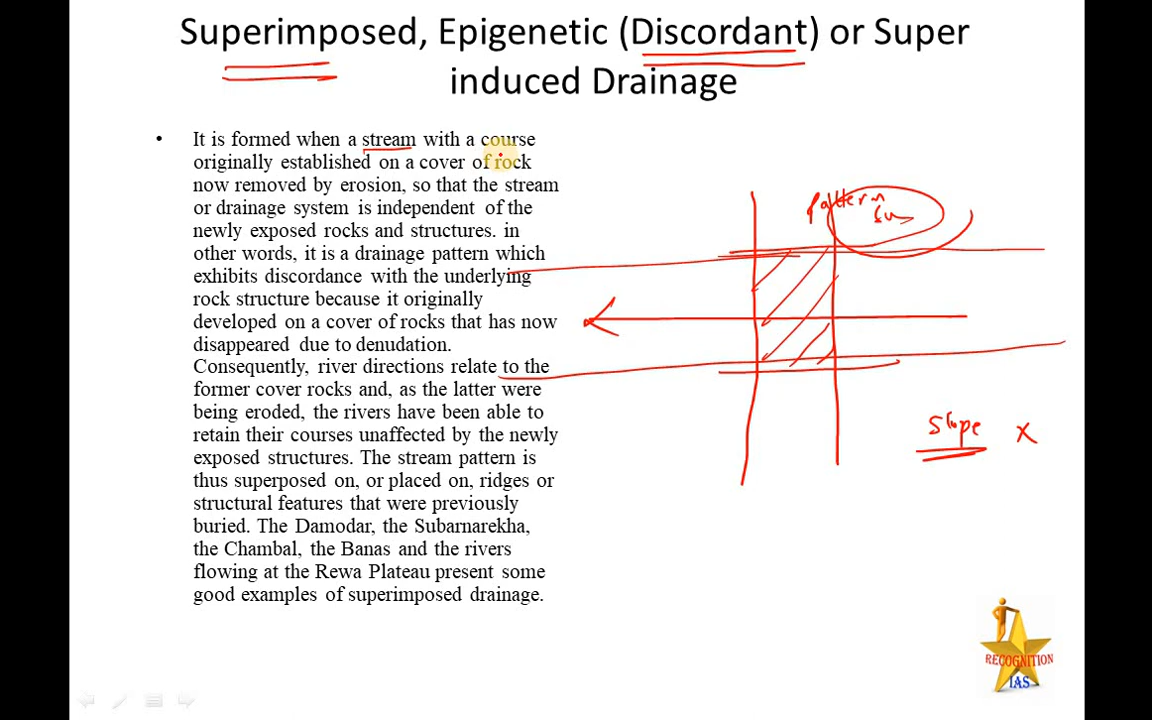 Superimposed, Epigenetic (Discordant) or Super
induced Drainage
• It is formed when a stream with a course
originally established on a cover of rock
now removed by erosion, so that the stream
or drainage system is independent of the
newly exposed rocks and structures. in
other words, it is a drainage pattern which
exhibits discordance with the underlying
rock structure because it originally
developed on a cover of rocks that has now
disappeared due to denudation.
Consequently, river directions relate to the
former cover rocks and, as the latter were
being eroded, the rivers have been able to
retain their courses unaffected by the newly
exposed structures. The stream pattern is
thus superposed on, or placed on, ridges or
structural features that were previously
buried. The Damodar, the Subarnarekha,
the Chambal, the Banas and the rivers
flowing at the Rewa Plateau present some
good examples of superimposed drainage.
pattern
slope x
RECOGNITION
IAS